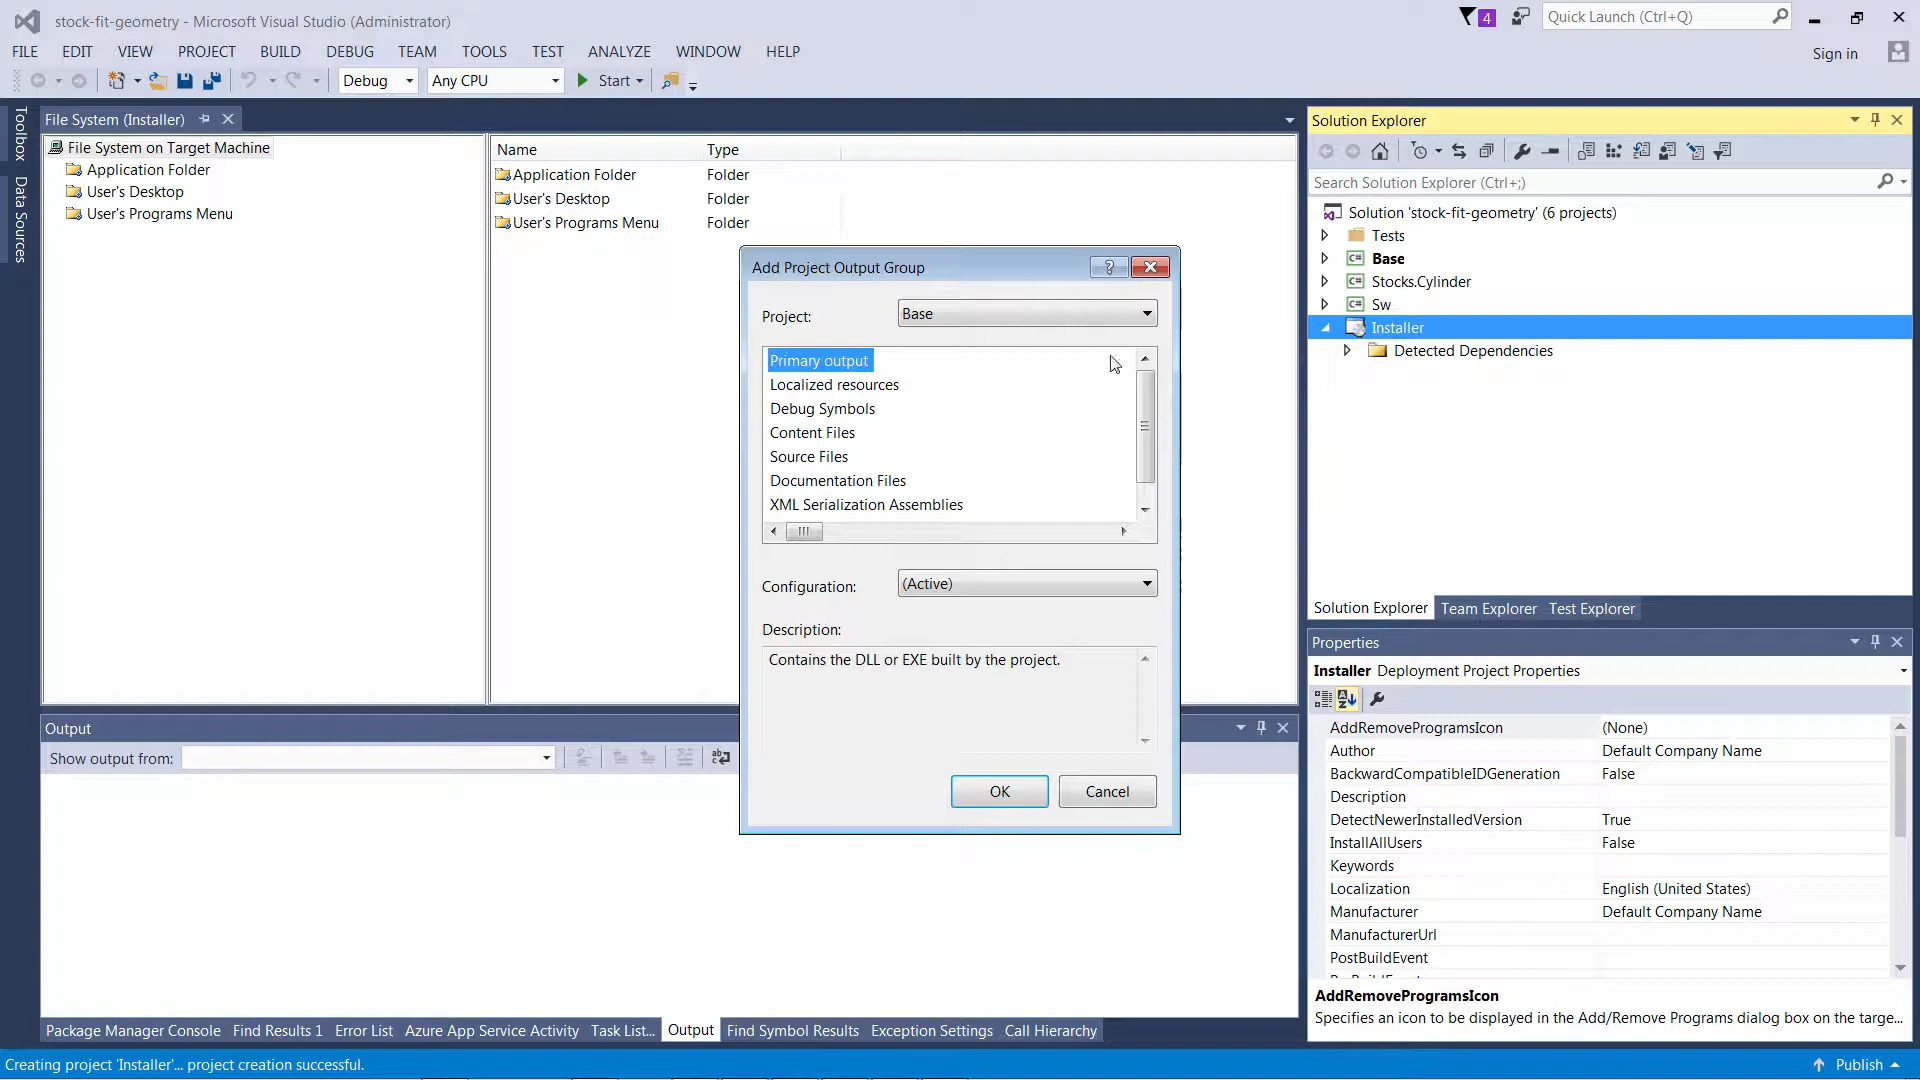 stock-fit-geometry - Microsoft Visual Studio (Administrator)
4
Quick Launch (Ctrl+Q)
FILE EDIT VIEW PROJECT BUILD DEBUG TEAM TOOLS TEST ANALYZE WINDOW HELP
Sign in
Debug Any CPU Start
Toolbox
Data Sources
File System (Installer)
File System on Target Machine
Application Folder
User's Desktop
User's Programs Menu
Name Type
Application Folder Folder
User's Desktop Folder
User's Programs Menu Folder
Add Project Output Group
?
Project: Base
Primary output
Localized resources
Debug Symbols
Content Files
Source Files
Documentation Files
XML Serialization Assemblies
Configuration: (Active)
Description:
Contains the DLL or EXE built by the project.
OK Cancel
Output
Show output from:
Package Manager Console Find Results 1 Error List Azure App Service Activity Task List... Output Find Symbol Results Exception Settings Call Hierarchy
Solution Explorer
Search Solution Explorer (Ctrl+;)
Solution 'stock-fit-geometry' (6 projects)
Tests
C# Base
C# Stocks.Cylinder
C# Sw
Installer
Detected Dependencies
Solution Explorer Team Explorer Test Explorer
Properties
Installer Deployment Project Properties
AddRemoveProgramsIcon (None)
Author Default Company Name
BackwardCompatibleIDGeneration False
Description
DetectNewerInstalledVersion True
InstallAllUsers False
Keywords
Localization English (United States)
Manufacturer Default Company Name
ManufacturerUrl
PostBuildEvent
AddRemoveProgramsIcon
Specifies an icon to be displayed in the Add/Remove Programs dialog box on the targe...
Creating project 'Installer'... project creation successful.
Publish